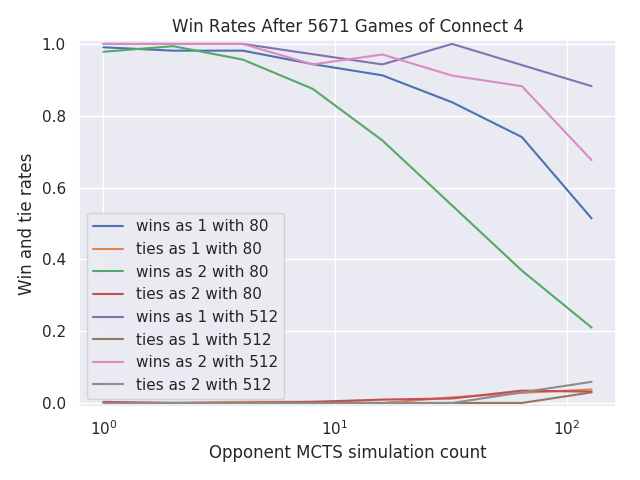 Win Rates After 5671 Games of Connect 4
Win and tie rates
1.0
0.8
0.6
0.4
0.2
0.0
wins as 1 with 80
ties as 1 with 80
wins as 2 with 80
ties as 2 with 80
wins as 1 with 512
ties as 1 with 512
wins as 2 with 512
ties as 2 with 512
10⁰ 10¹ 10²
Opponent MCTS simulation count